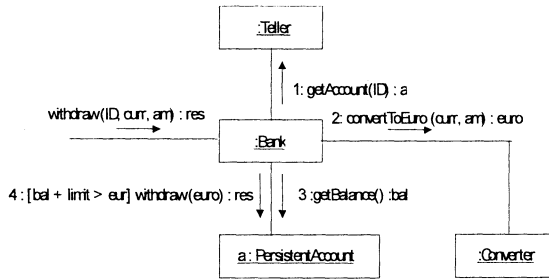 :Teller
1: getAccount(ID) : a
withdraw(ID, curr, am) : res
2: convertToEuro (curr, am) : euro
:Bank
4 : [bal + limit > eur] withdraw(euro) : res
3 :getBalance() :bal
a : PersistentAccount
:Converter